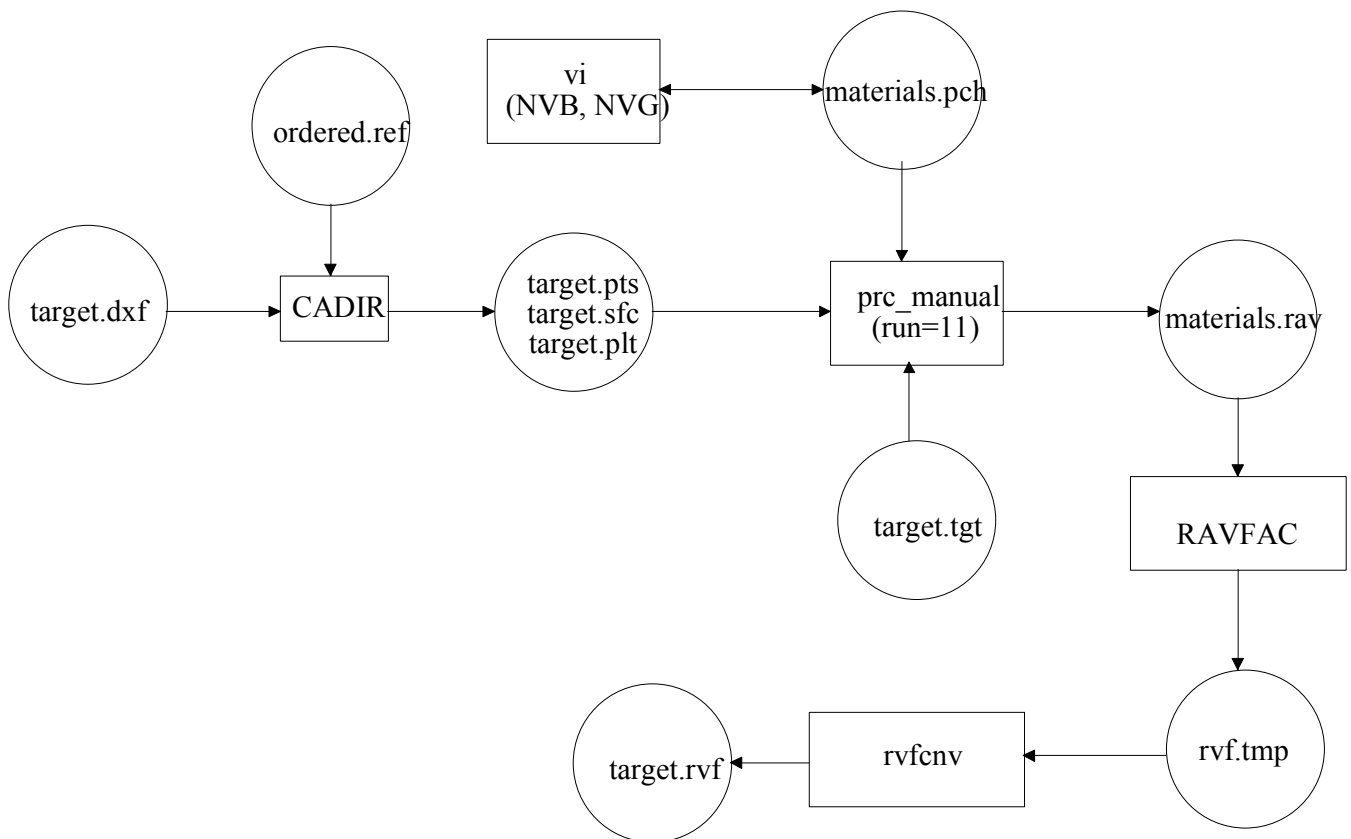 vi
(NVB, NVG)
materials.pch
ordered.ref
target.dxf
CADIR
target.pts
target.sfc
target.plt
prc_manual
(run=11)
materials.rav
target.tgt
RAVFAC
target.rvf
rvfcnv
rvf.tmp